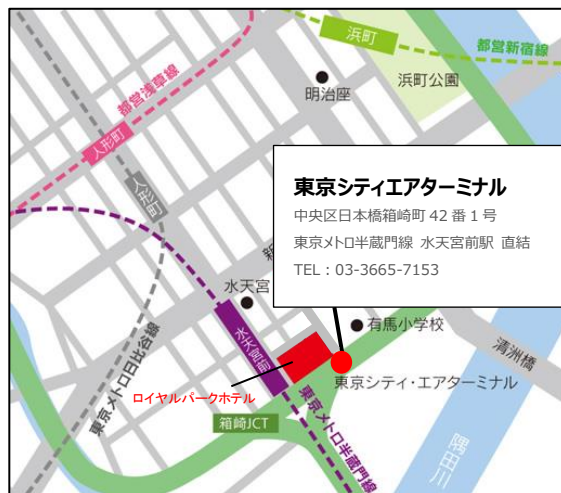 浜町
都営新宿線
浜町公園
明治座
都営浅草線
人形町
人形町
東京シティエアターミナル
中央区日本橋箱崎町 42 番 1 号
東京メトロ半蔵門線 水天宮前駅 直結
TEL : 03-3665-7153
新
水天宮
水天宮前
有馬小学校
清洲橋
東京シティ・エアターミナル
ロイヤルパークホテル
箱崎JCT
東京メトロ日比谷線
東京メトロ半蔵門線
隅田川